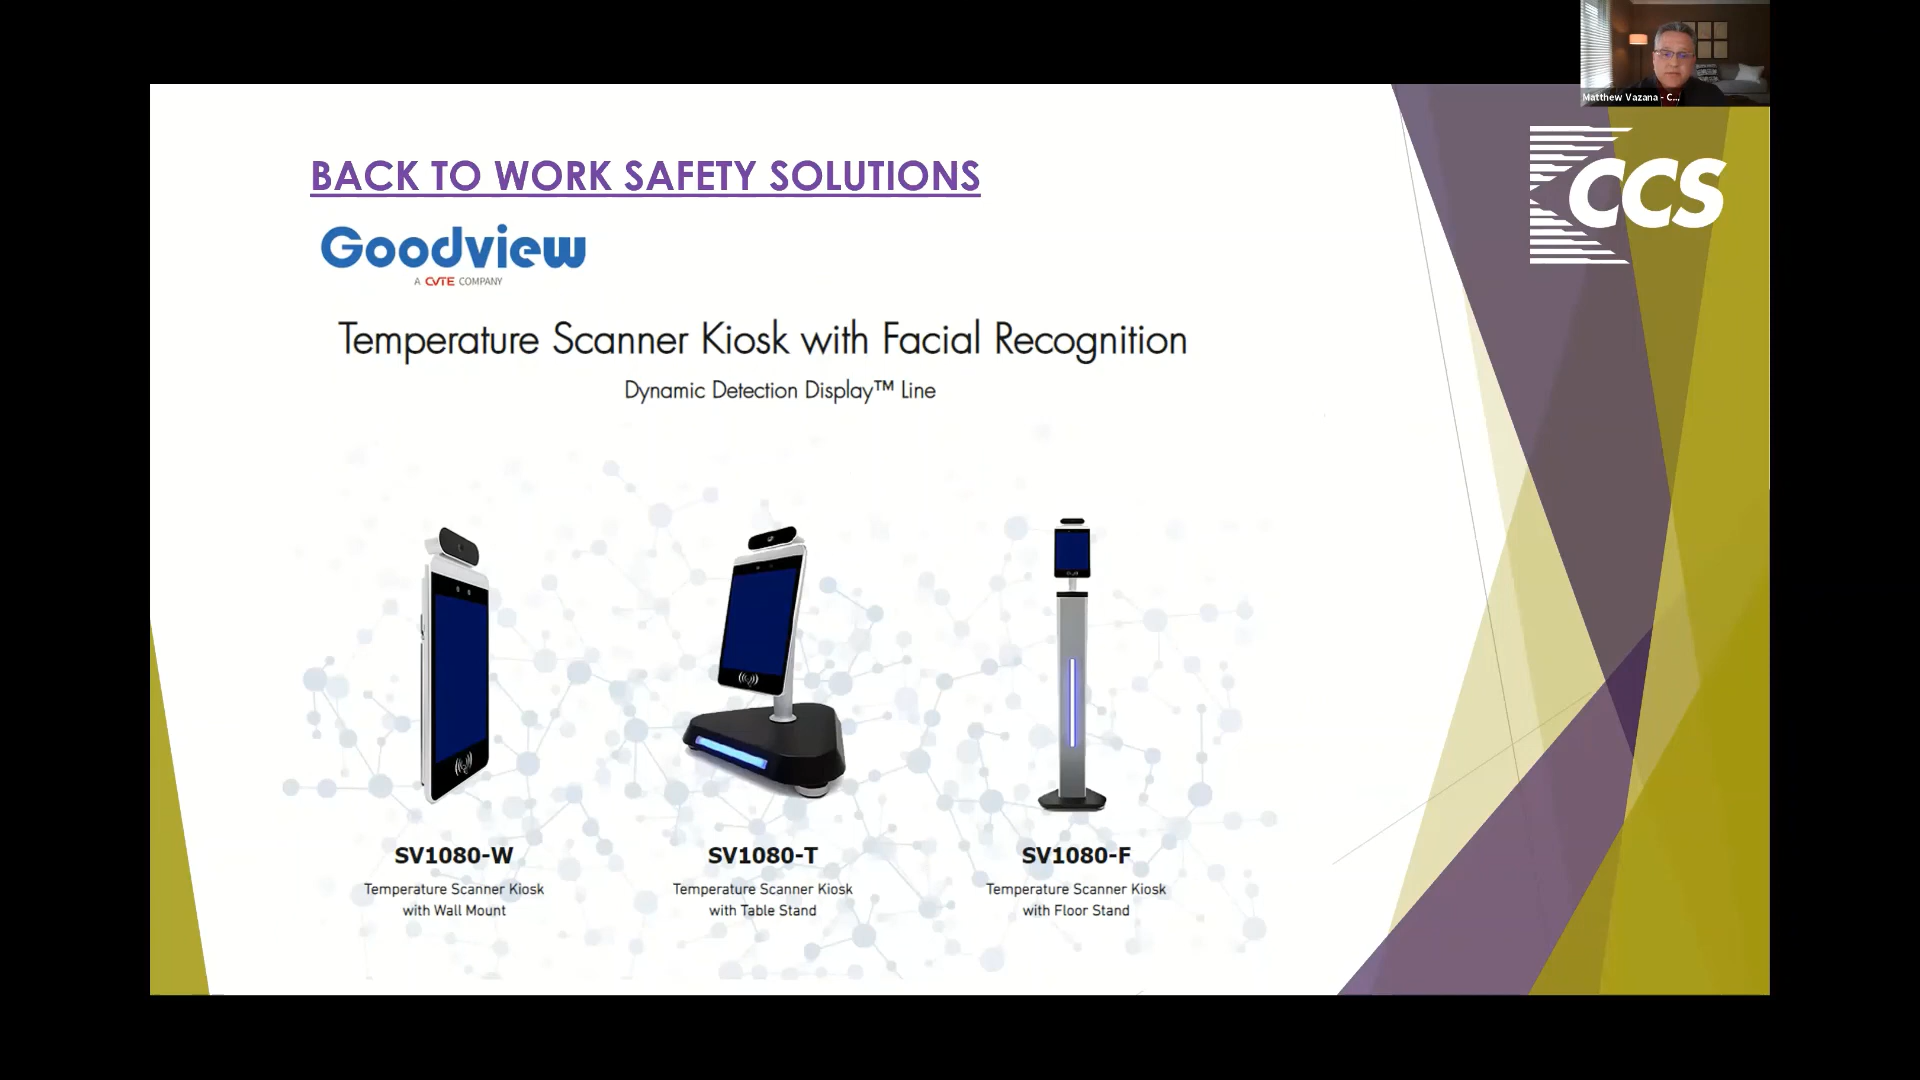 Matthew Vazana - C...
CCS
BACK TO WORK SAFETY SOLUTIONS
Goodview
A CVTE COMPANY
Temperature Scanner Kiosk with Facial Recognition
Dynamic Detection Display™ Line
SV1080-W
Temperature Scanner Kiosk
with Wall Mount
SV1080-T
Temperature Scanner Kiosk
with Table Stand
SV1080-F
Temperature Scanner Kiosk
with Floor Stand